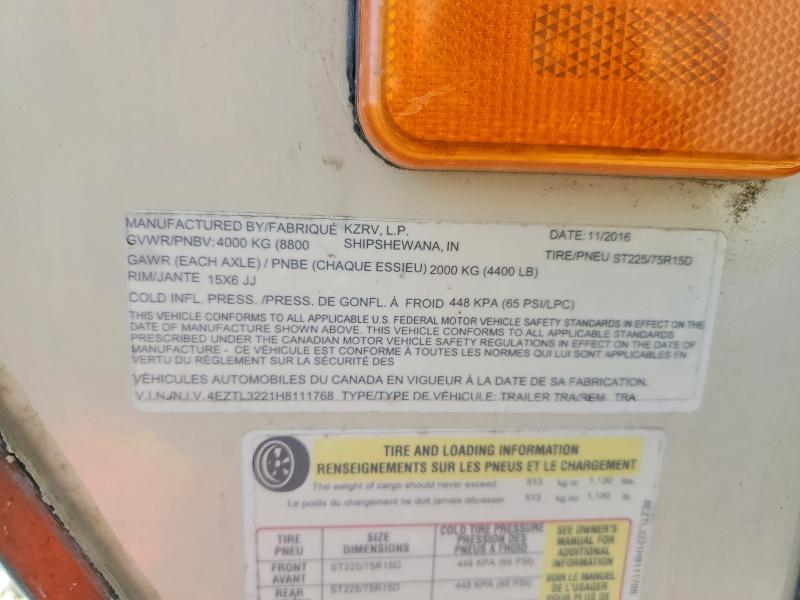 MANUFACTURED BY/FABRIQUÉ KZRV, L.P. DATE: 11/2016
GVWR/PNBV: 4000 KG (8800 SHIPSHEWANA, IN TIRE/PNEU ST225/75R15D
GAWR (EACH AXLE) / PNBE (CHAQUE ESSIEU) 2000 KG (4400 LB)
RIM/JANTE 15X6 JJ
COLD INFL. PRESS. /PRESS. DE GONFL. À FROID 448 KPA (65 PSI/LPC)
THIS VEHICLE CONFORMS TO ALL APPLICABLE U.S. FEDERAL MOTOR VEHICLE SAFETY STANDARDS IN EFFECT ON THE
DATE OF MANUFACTURE SHOWN ABOVE. THIS VEHICLE CONFORMS TO ALL APPLICABLE STANDARDS
PRESCRIBED UNDER THE CANADIAN MOTOR VEHICLE SAFETY REGULATIONS IN EFFECT ON THE DATE OF
MANUFACTURE - CE VÉHICULE EST CONFORME À TOUTES LES NORMES QUI LUI SONT APPLICABLES EN
VERTU DU RÉGLEMENT SUR LA SÉCURITÉ DES
VÉHICULES AUTOMOBILES DU CANADA EN VIGUEUR À LA DATE DE SA FABRICATION.
V.I.N./N.I.V. 4EZTL3221H8111768 TYPE/TYPE DE VÉHICULE: TRAILER TRA/REM. TRA
TIRE AND LOADING INFORMATION
RENSEIGNEMENTS SUR LES PNEUS ET LE CHARGEMENT
The weight of cargo should never exceed 513 kg or 1,130 lbs.
Le poids du chargement ne doit jamais dépasser 513 kg ou 1,130 lb.
TIRE
PNEU
SIZE
DIMENSIONS
COLD TIRE PRESSURE
PRESSION DES
PNEUS À FROID
SEE OWNER'S
MANUAL FOR
ADDITIONAL
INFORMATION
VOIR LE MANUEL
DE L'USAGER
POUR PLUS DE
FRONT
AVANT
ST225/75R15D
448 KPA (65 PSI)
REAR
ST225/75R15D
448 KPA (65 PSI)
4EZTL3221H8111768